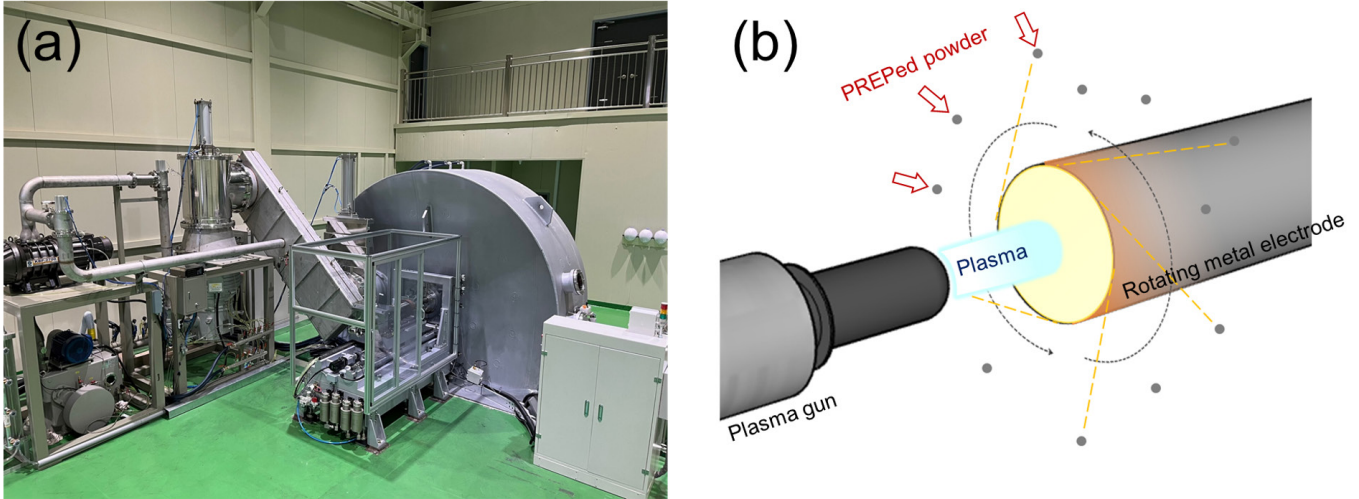 (a)
(b)
PREPed powder
Plasma
Rotating metal electrode
Plasma gun